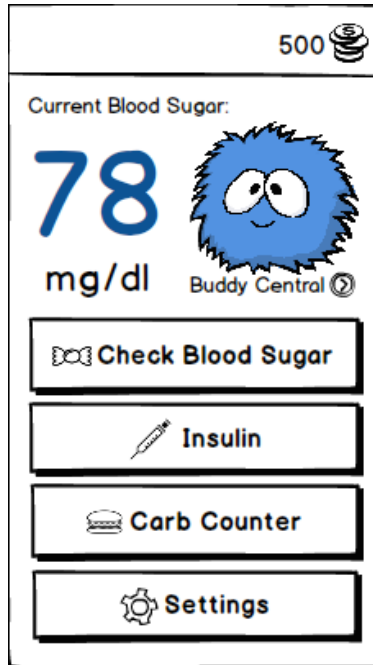 500
Current Blood Sugar:
78
mg/dl
Buddy Central
Check Blood Sugar
Insulin
Carb Counter
Settings